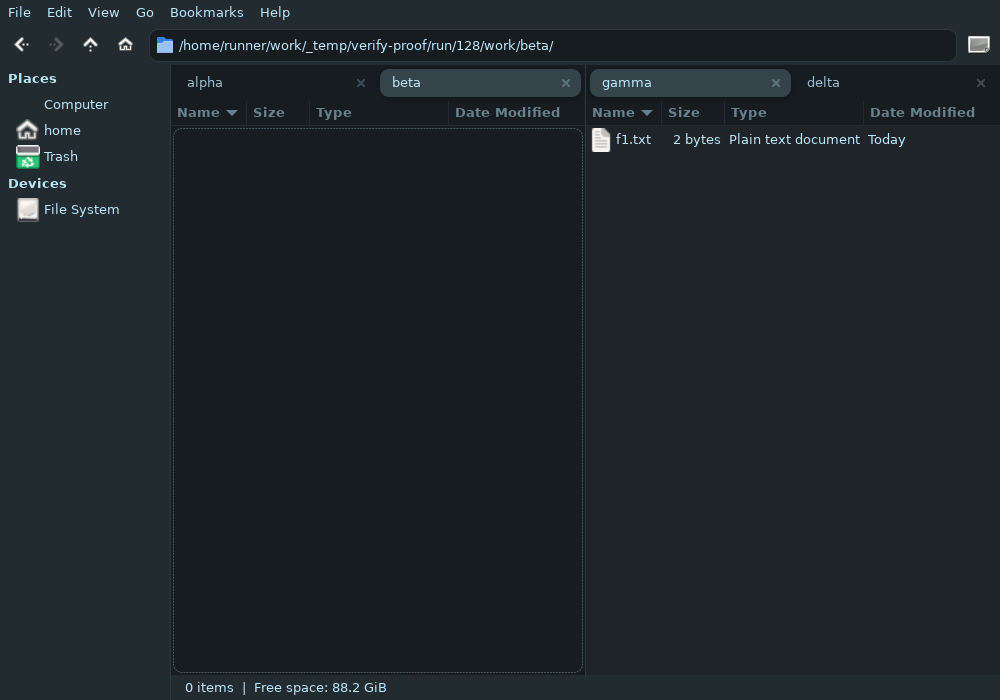 File Edit View Go Bookmarks Help
/home/runner/work/_temp/verify-proof/run/128/work/beta/
Places
Computer
home
Trash
Devices
File System
alpha beta gamma delta
Name Size Type Date Modified Name Size Type Date Modified
f1.txt 2 bytes Plain text document Today
0 items | Free space: 88.2 GiB